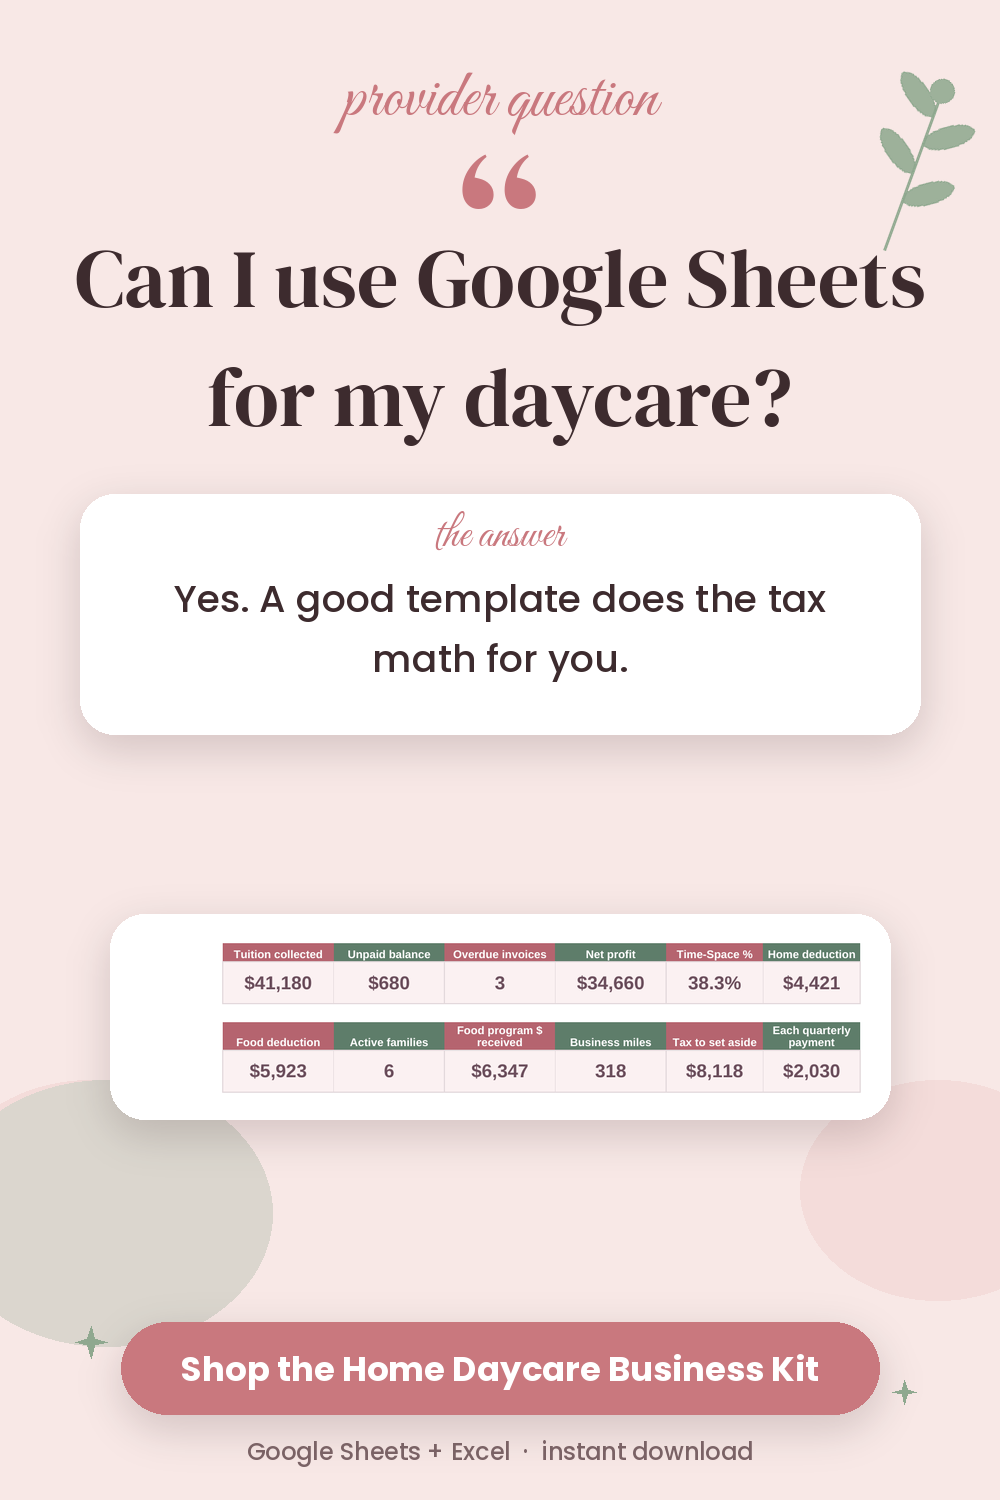 provider question
“
Can I use Google Sheets
for my daycare?
the answer
Yes. A good template does the tax
math for you.
Tuition collected Unpaid balance Overdue invoices Net profit Time-Space % Home deduction
$41,180 $680 3 $34,660 38.3% $4,421
Food deduction Active families Food program $ received Business miles Tax to set aside Each quarterly payment
$5,923 6 $6,347 318 $8,118 $2,030
Shop the Home Daycare Business Kit
Google Sheets + Excel · instant download